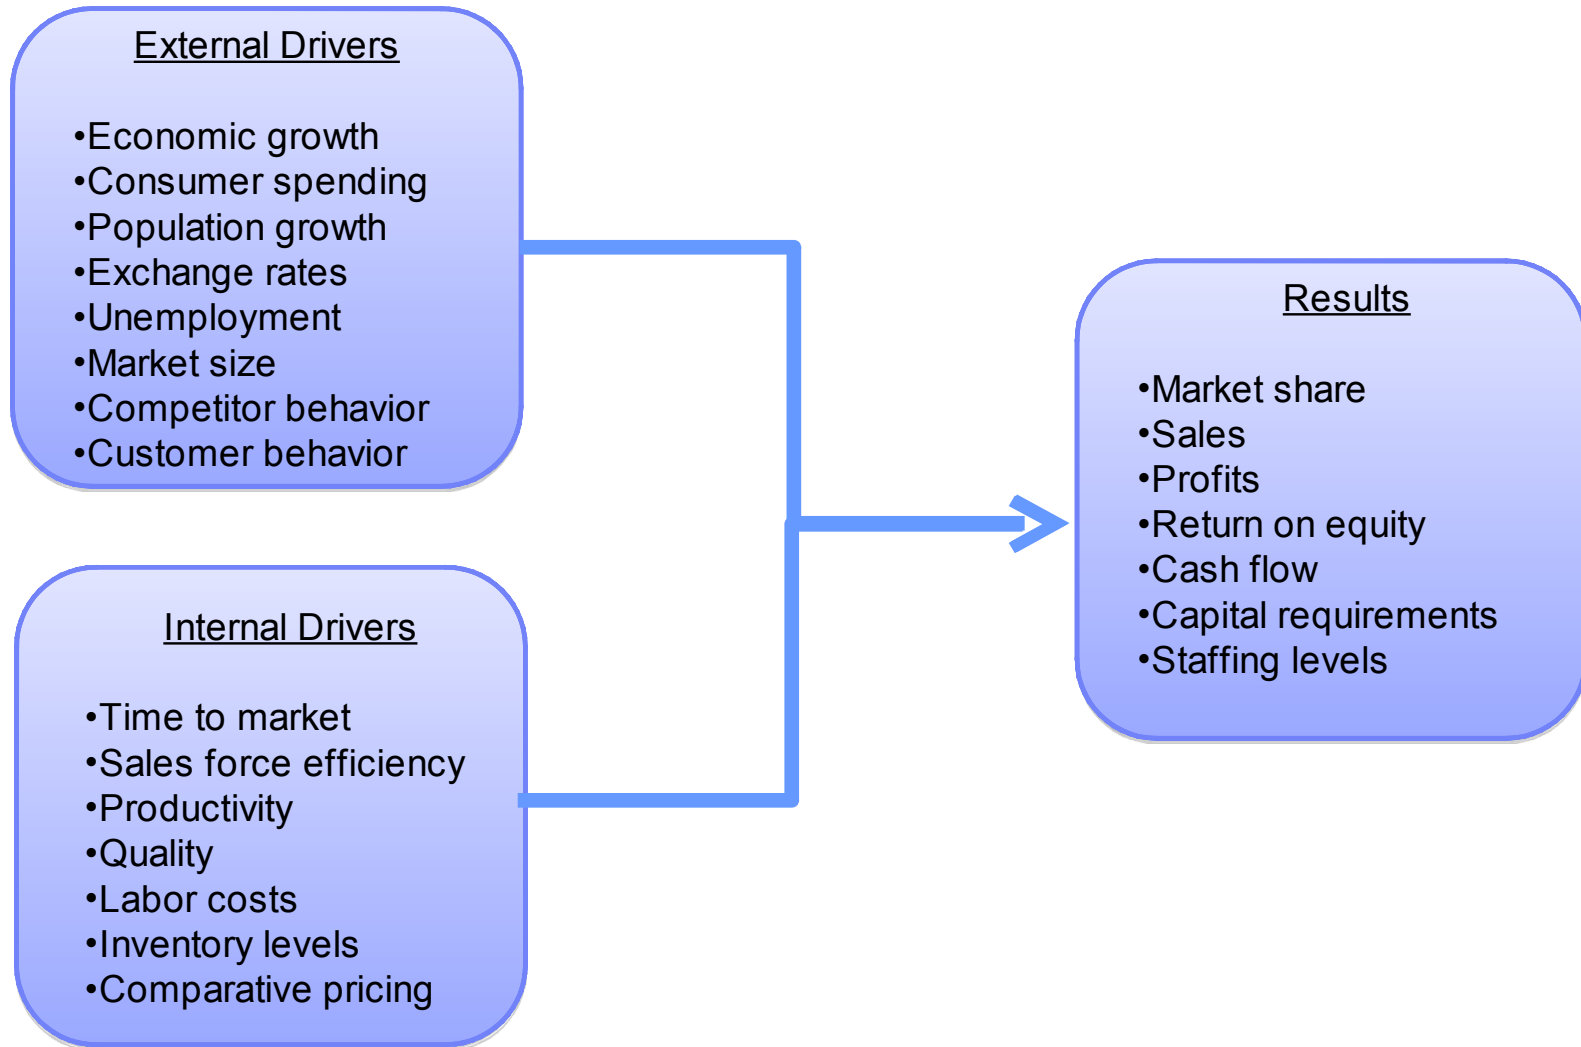 External Drivers
•Economic growth
•Consumer spending
•Population growth
•Exchange rates
•Unemployment
•Market size
•Competitor behavior
•Customer behavior
Internal Drivers
•Time to market
•Sales force efficiency
•Productivity
•Quality
•Labor costs
•Inventory levels
•Comparative pricing
Results
•Market share
•Sales
•Profits
•Return on equity
•Cash flow
•Capital requirements
•Staffing levels